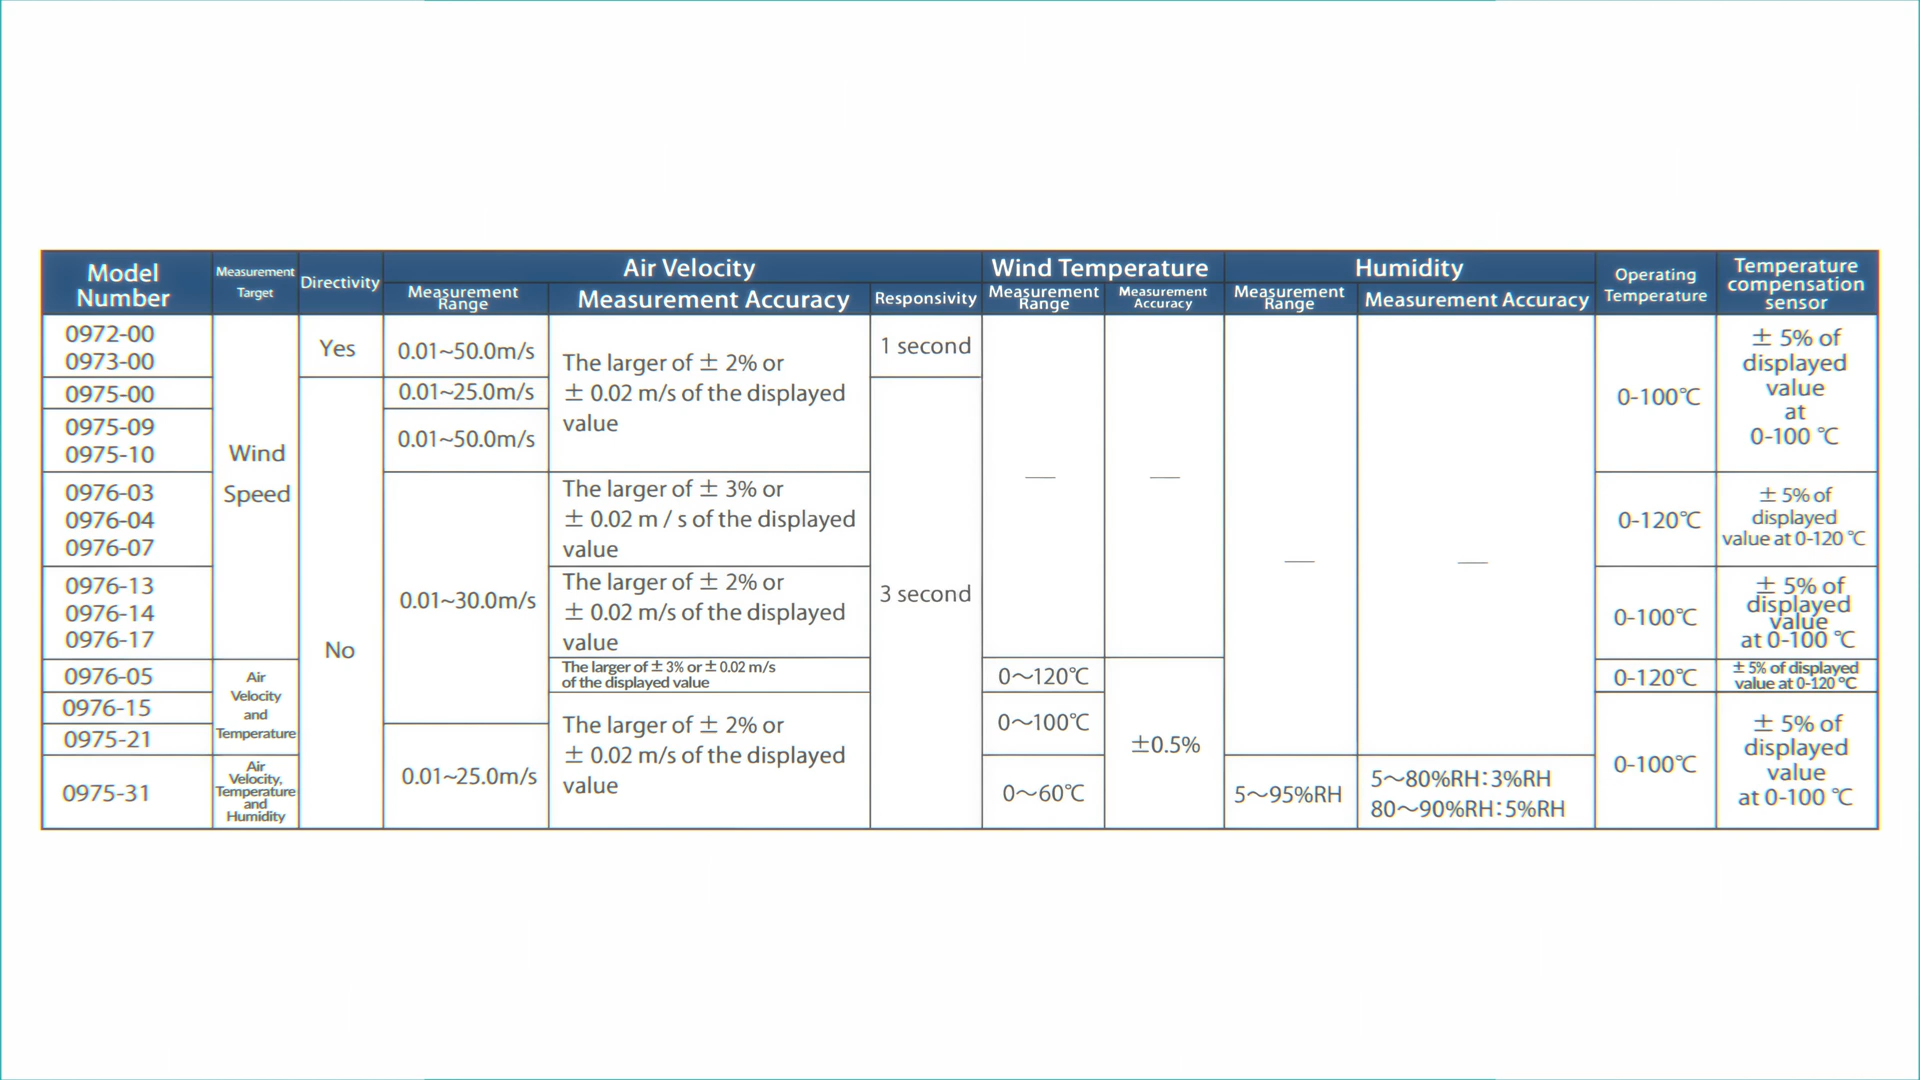 Model
Number
Measurement
Target
Directivity
Air Velocity
Measurement
Range
Measurement Accuracy
Responsivity
Wind Temperature
Measurement
Range
Measurement
Accuracy
Humidity
Measurement
Range
Measurement Accuracy
Operating
Temperature
Temperature
compensation
sensor
0972-00
0973-00
0975-00
0975-09
0975-10
0976-03
0976-04
0976-07
0976-13
0976-14
0976-17
0976-05
0976-15
0975-21
0975-31
Wind
Speed
Air
Velocity
and
Temperature
Air
Velocity,
Temperature
and
Humidity
Yes
No
0.01~50.0m/s
0.01~25.0m/s
0.01~50.0m/s
0.01~30.0m/s
0.01~25.0m/s
The larger of ± 2% or
± 0.02 m/s of the displayed
value
The larger of ± 3% or
± 0.02 m / s of the displayed
value
The larger of ± 2% or
± 0.02 m/s of the displayed
value
The larger of ± 3% or ± 0.02 m/s
of the displayed value
The larger of ± 2% or
± 0.02 m/s of the displayed
value
1 second
3 second
—
0～120℃
0～100℃
0～60℃
—
±0.5%
—
5～95%RH
—
5～80%RH：3%RH
80～90%RH：5%RH
0-100℃
0-120℃
0-100℃
0-120℃
0-100℃
± 5% of
displayed
value
at
0-100 ℃
± 5% of
displayed
value at 0-120 ℃
± 5% of
displayed
value
at 0-100 ℃
± 5% of displayed
value at 0-120 ℃
± 5% of
displayed
value
at 0-100 ℃